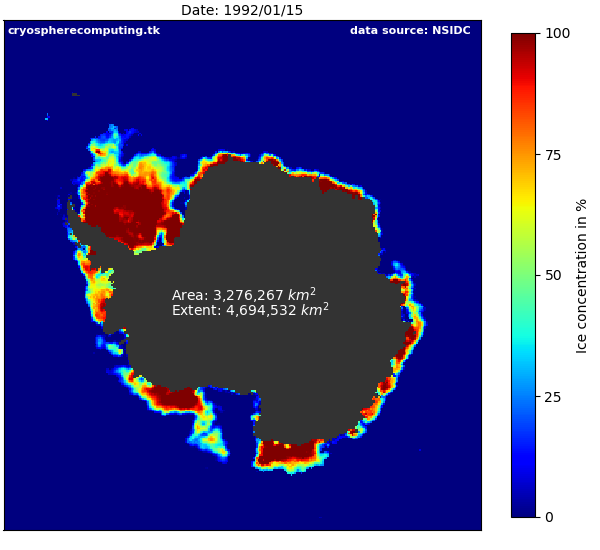 Date: 1992/01/15
cryospherecomputing.tk data source: NSIDC
100
75
50
25
0
Ice concentration in %
Area: 3,276,267 km²
Extent: 4,694,532 km²